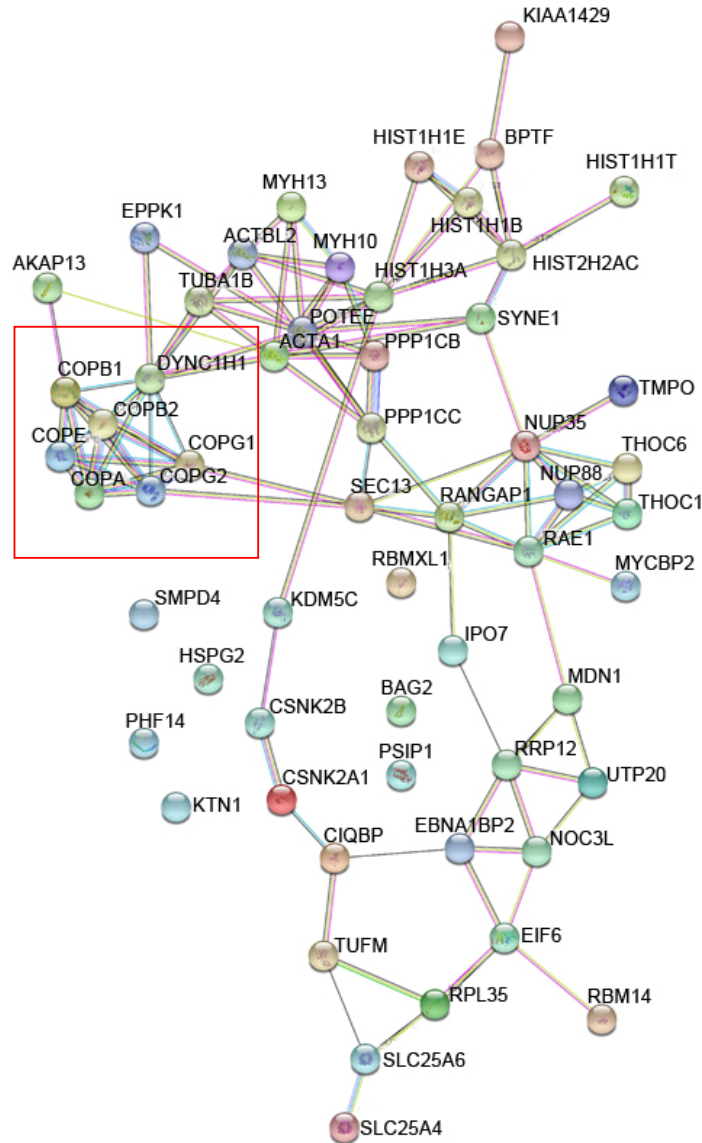 KIAA1429
HIST1H1E
BPTF
HIST1H1T
MYH13
HIST1H1B
EPPK1
ACTBL2
MYH10
HIST2H2AC
AKAP13
TUBA1B
HIST1H3A
POTEE
SYNE1
ACTA1
PPP1CB
COPB1
DYNC1H1
COPB2
PPP1CC
TMPO
COPE
COPG1
NUP35
THOC6
COPA
COPG2
SEC13
RANGAP1
NUP88
THOC1
RAE1
RBMXL1
MYCBP2
SMPD4
KDM5C
IPO7
HSPG2
MDN1
BAG2
CSNK2B
PHF14
PSIP1
RRP12
UTP20
KTN1
CSNK2A1
EBNA1BP2
NOC3L
CIQBP
TUFM
EIF6
RPL35
RBM14
SLC25A6
SLC25A4